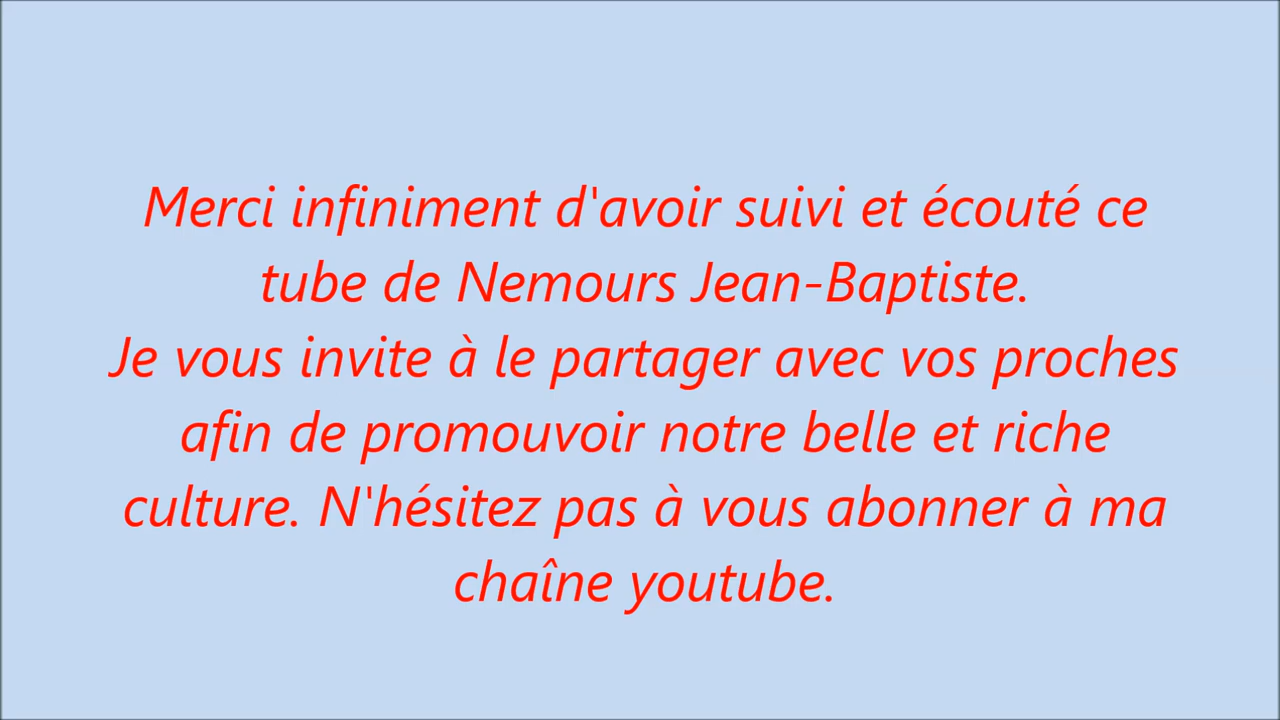 Merci infiniment d'avoir suivi et écouté ce
tube de Nemours Jean-Baptiste.
Je vous invite à le partager avec vos proches
afin de promouvoir notre belle et riche
culture. N'hésitez pas à vous abonner à ma
chaîne youtube.